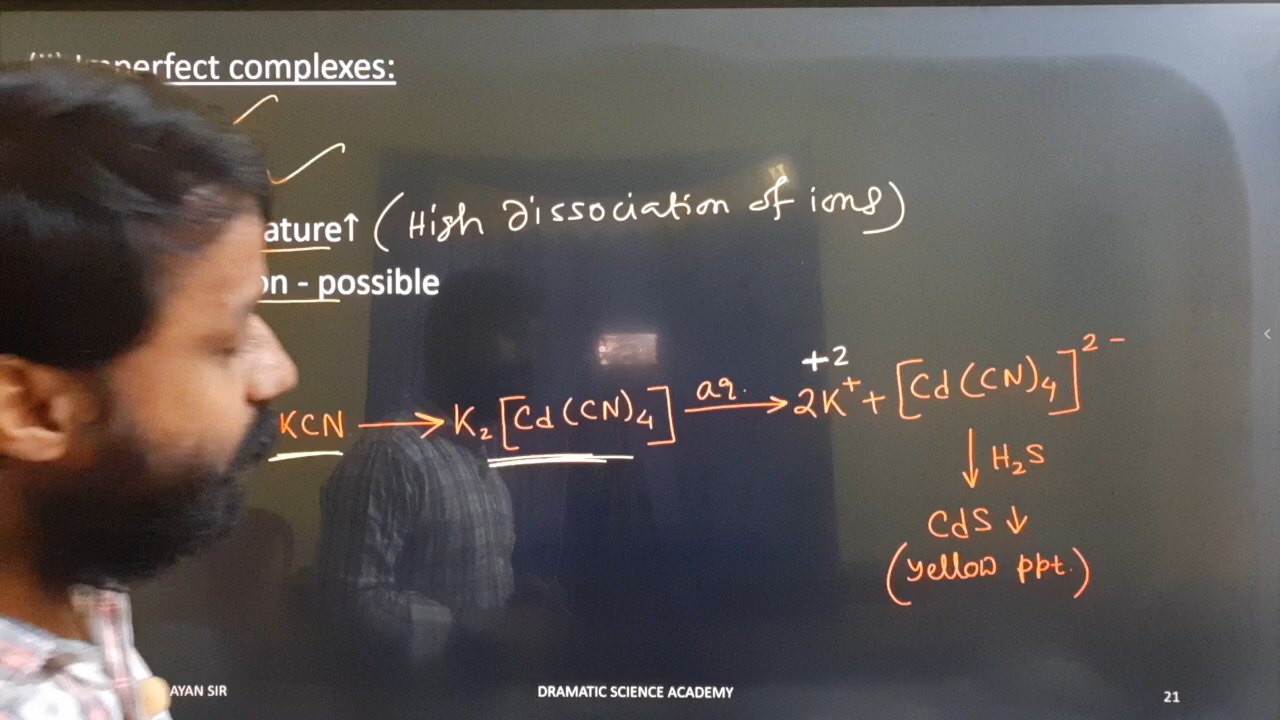 Imperfect complexes:
ature↑ (High dissociation of ions)
on - possible
+2
KCN → K₂[Cd(CN)₄] aq. → 2K⁺ + [Cd(CN)₄]²⁻
↓ H₂S
CdS ↓
(yellow ppt.)
AYAN SIR
DRAMATIC SCIENCE ACADEMY
21